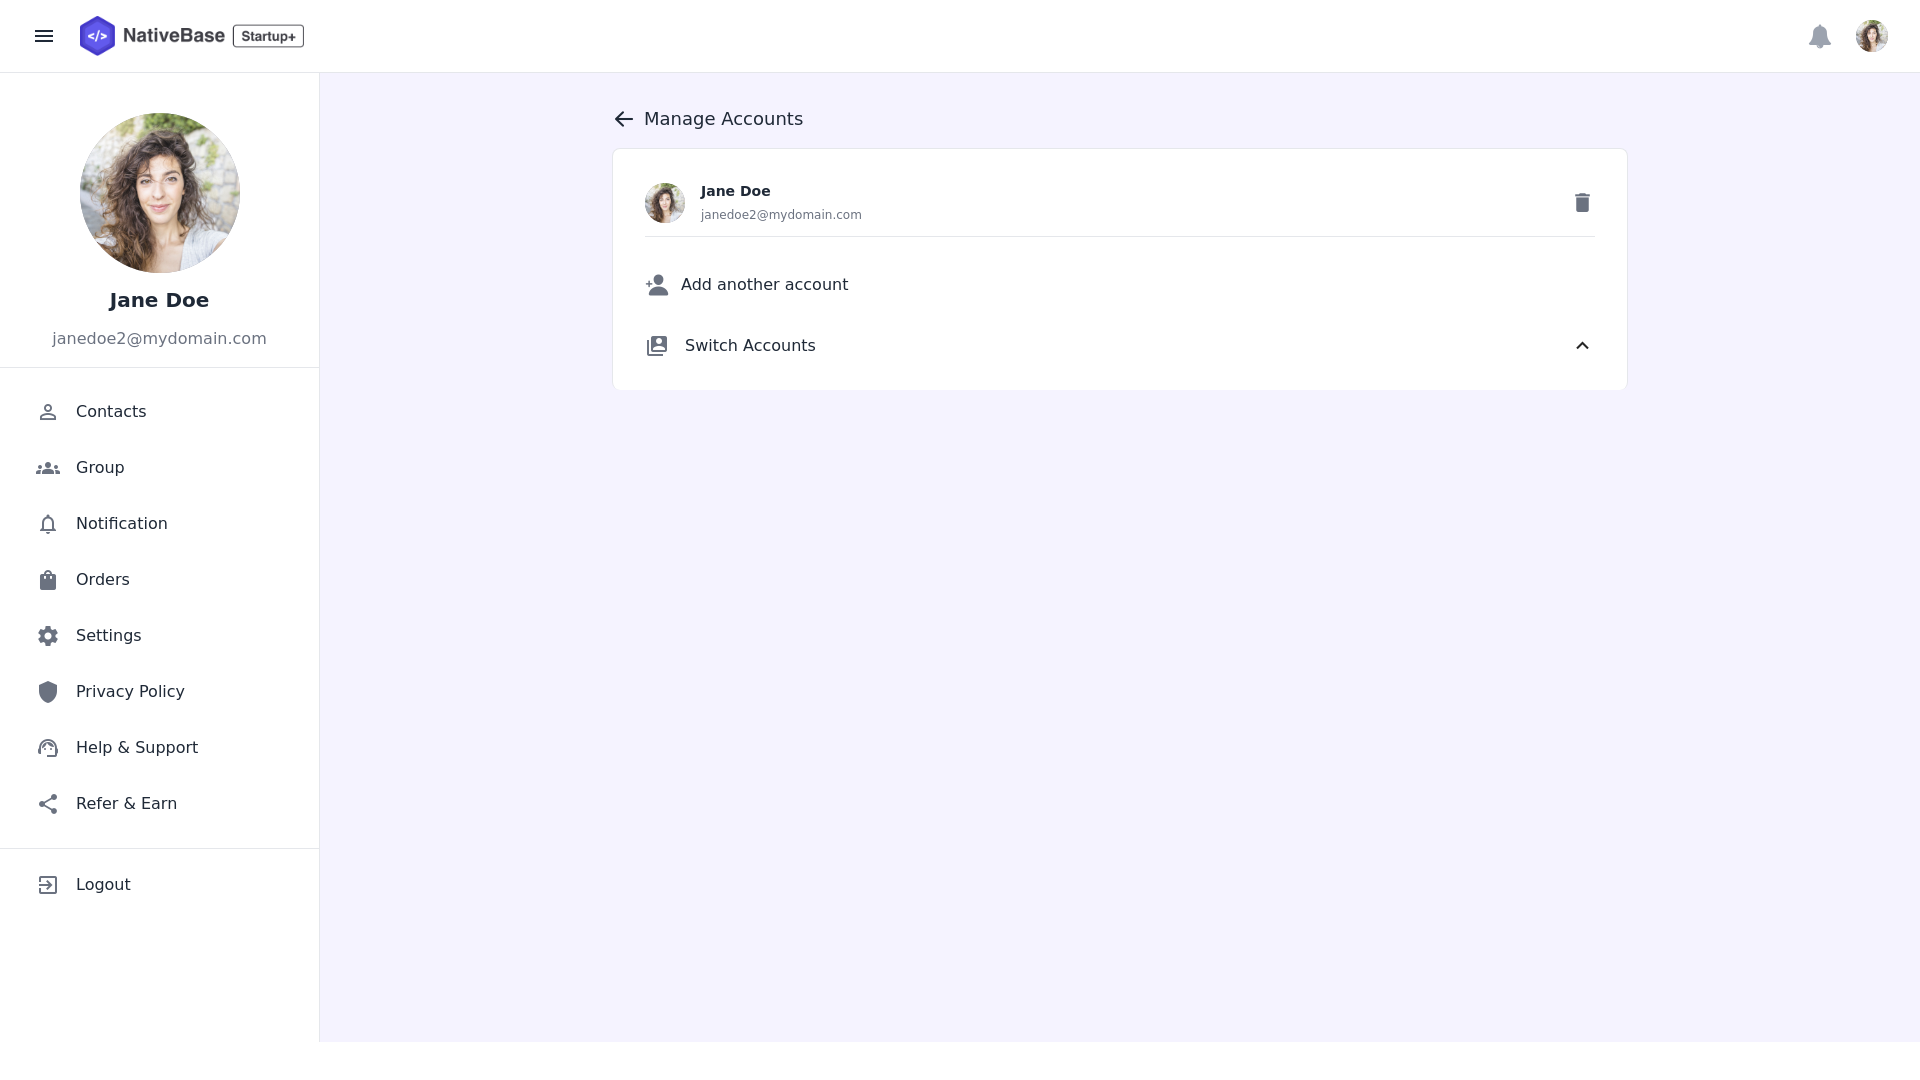 </> NativeBase Startup+
Jane Doe
janedoe2@mydomain.com
Contacts
Group
Notification
Orders
Settings
Privacy Policy
Help & Support
Refer & Earn
Logout
Manage Accounts
Jane Doe
janedoe2@mydomain.com
Add another account
Switch Accounts